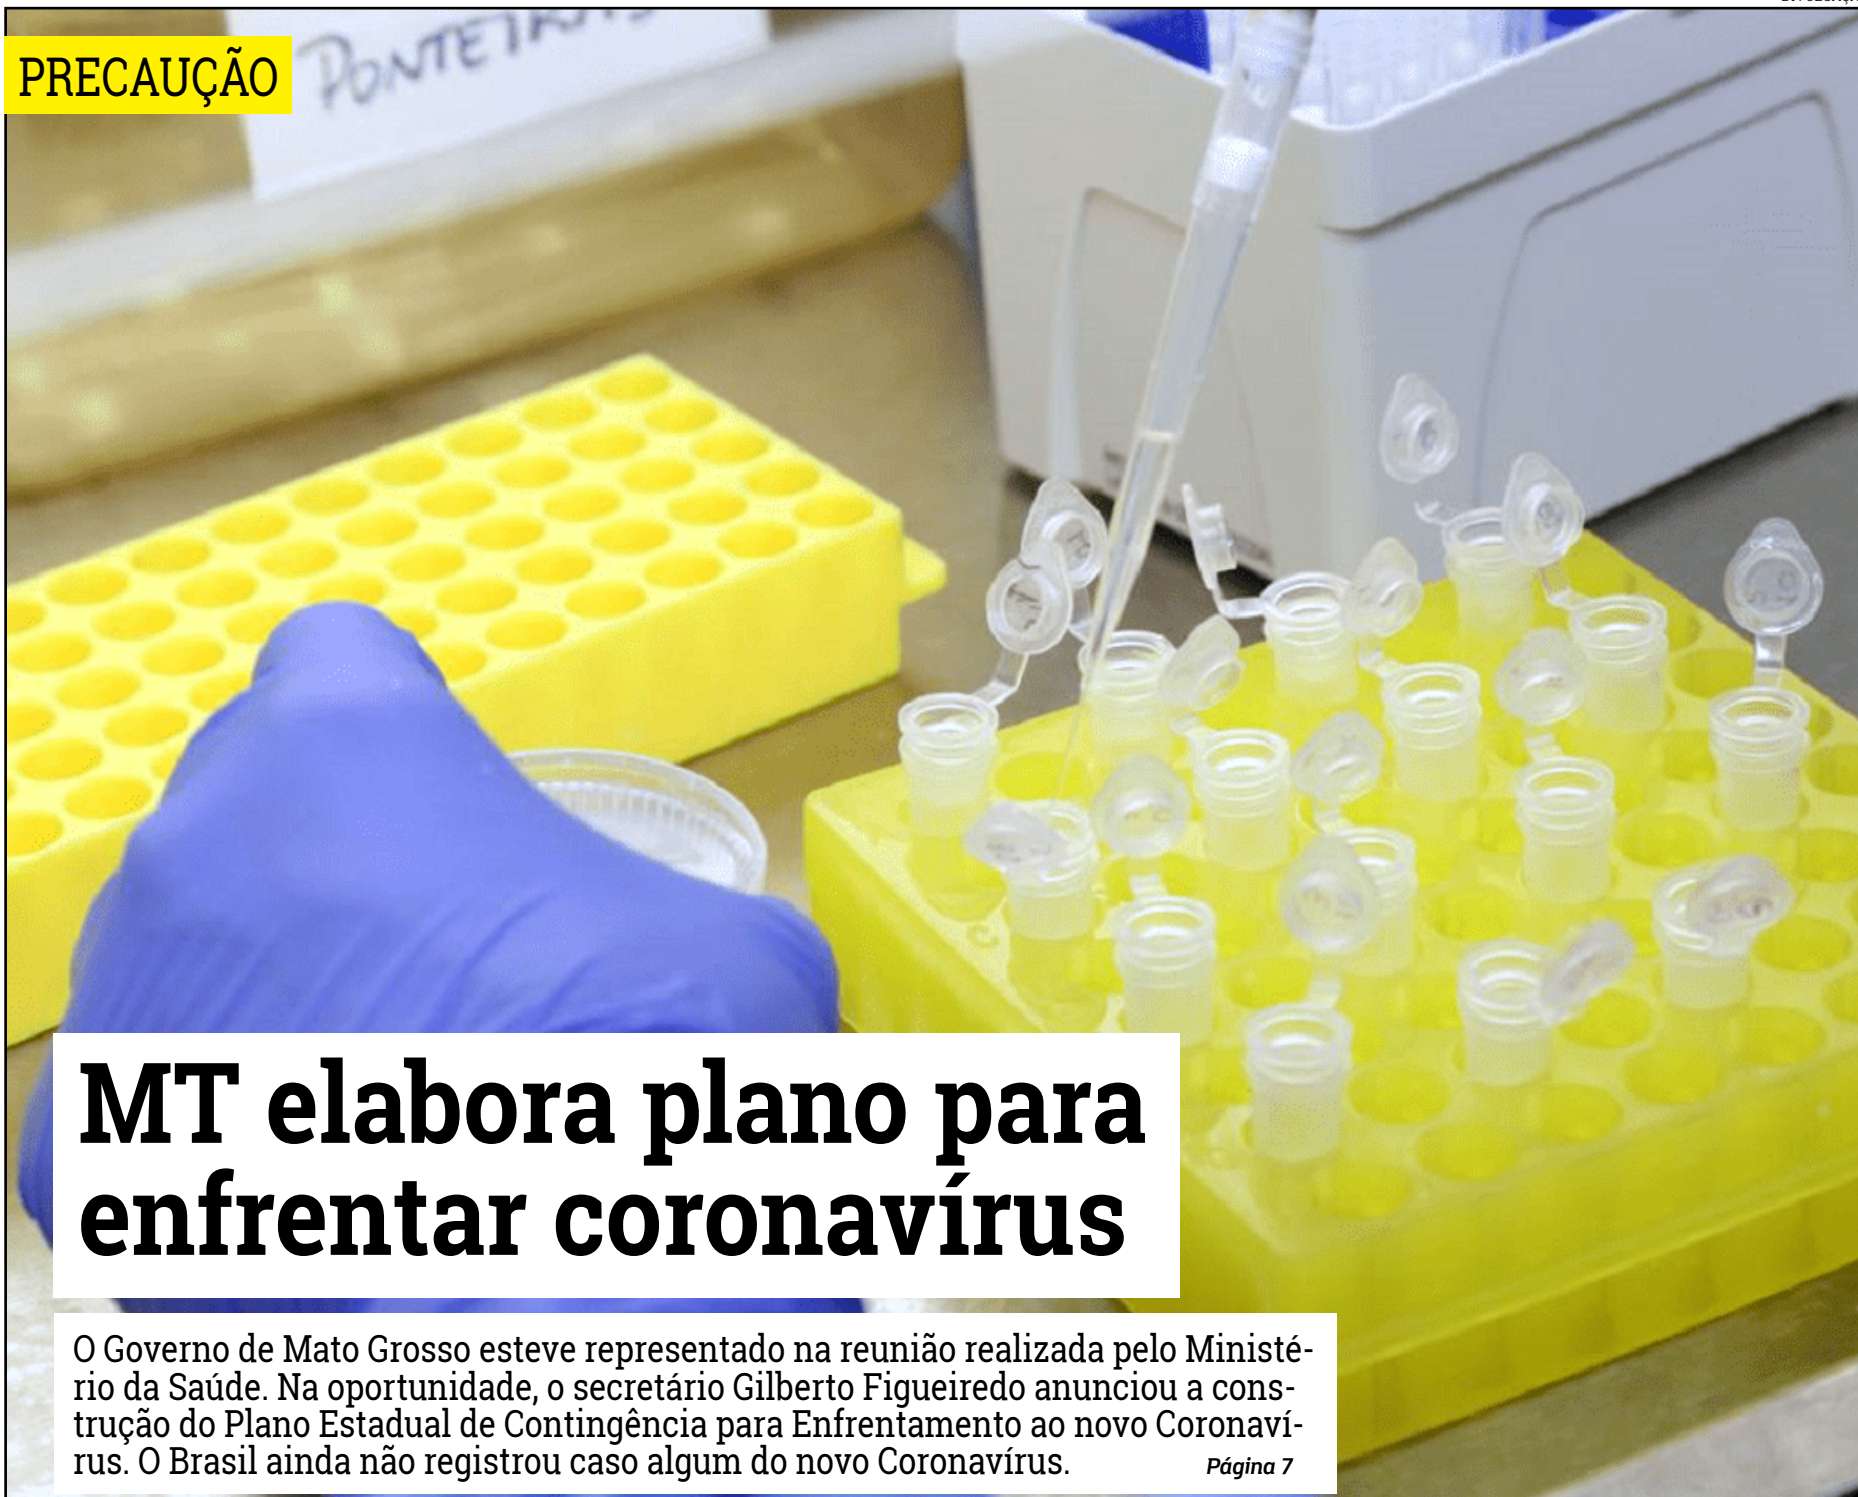 PRECAUÇÃO
MT elabora plano para
enfrentar coronavírus
O Governo de Mato Grosso esteve representado na reunião realizada pelo Ministé-
rio da Saúde. Na oportunidade, o secretário Gilberto Figueiredo anunciou a cons-
trução do Plano Estadual de Contingência para Enfrentamento ao novo Coronaví-
rus. O Brasil ainda não registrou caso algum do novo Coronavírus.
Página 7